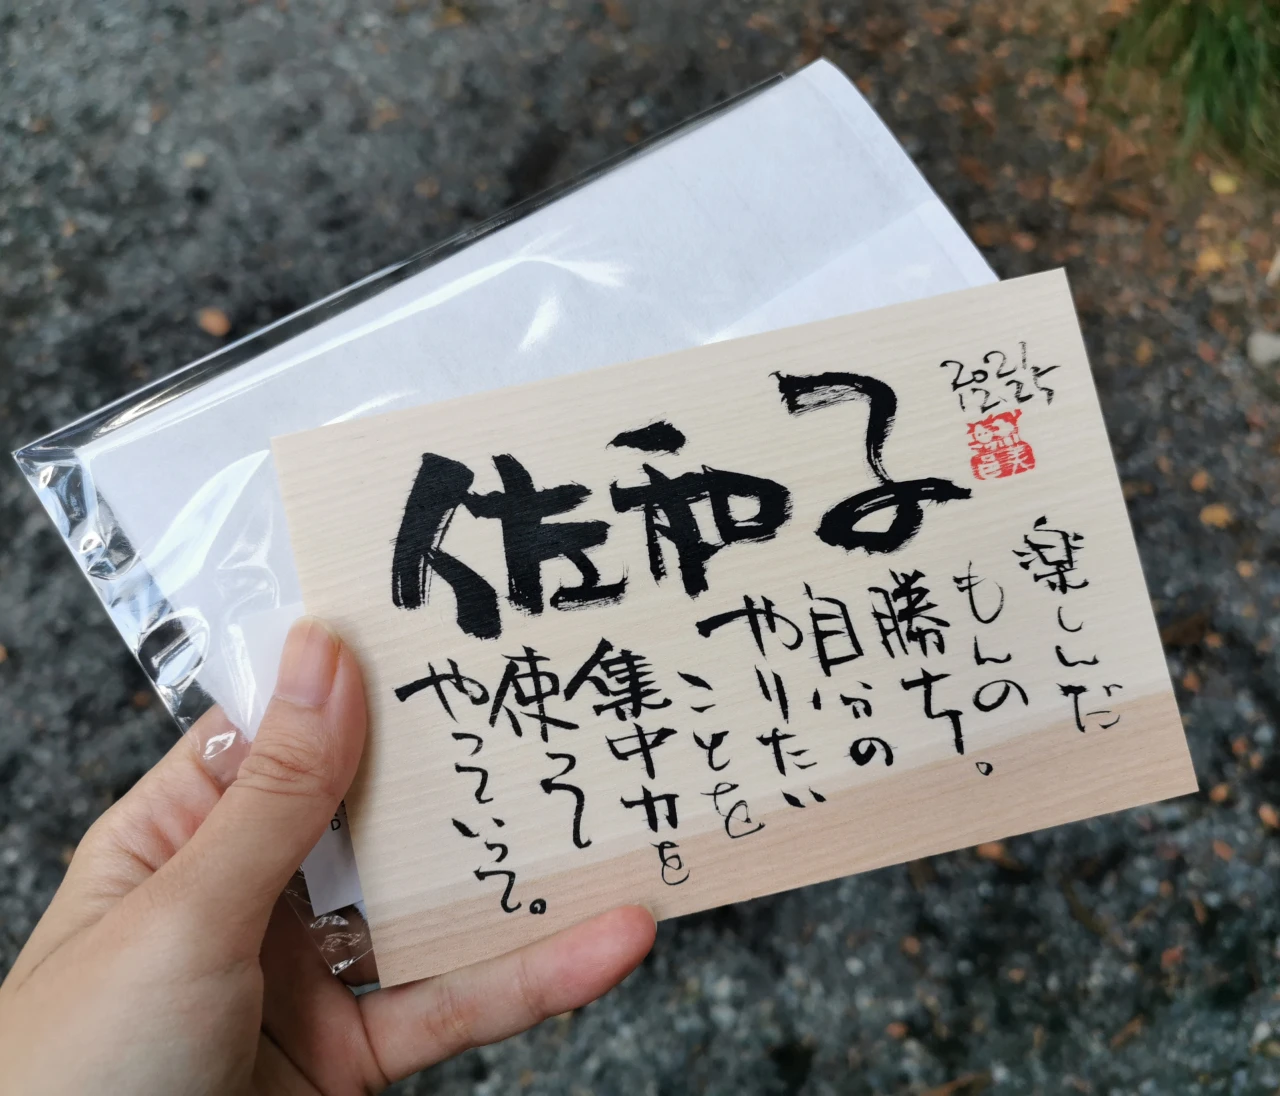 佐和子
2021
12.25
楽しんだ
もんの
勝ち。
自分の
やりたい
ことを
集中力を
使って
やっていって。